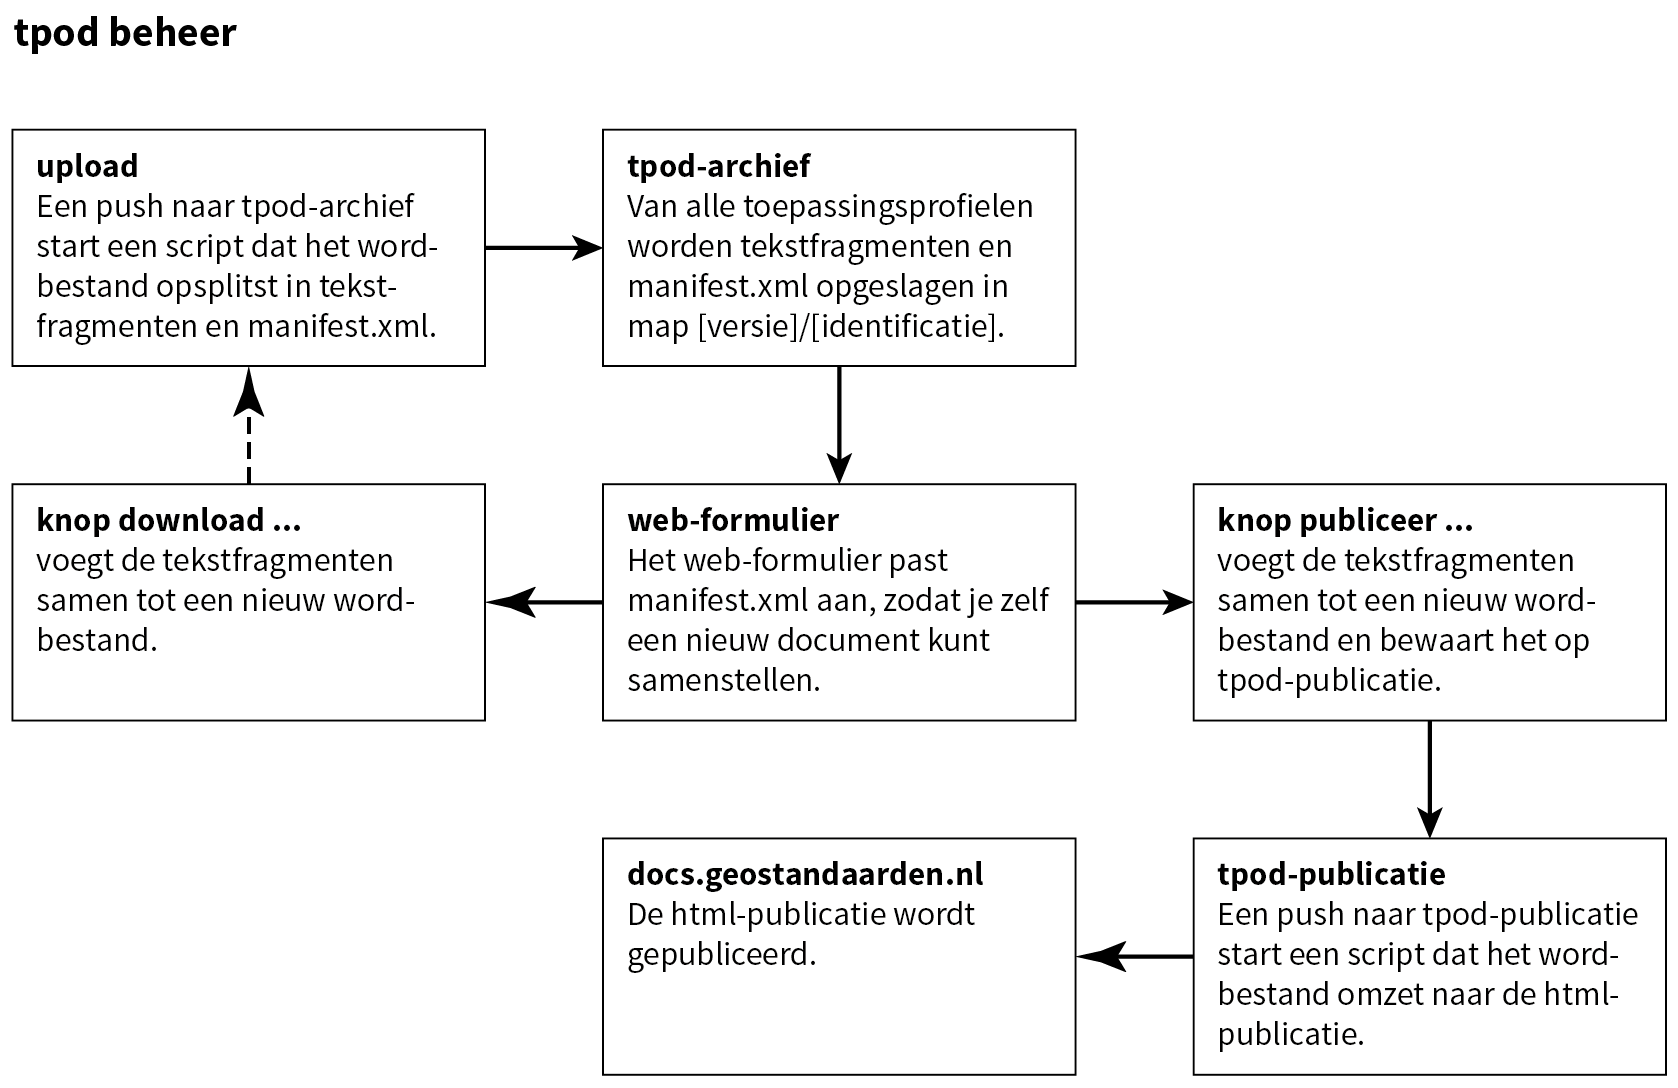 tpod beheer
upload
Een push naar tpod-archief
start een script dat het word-
bestand opsplitst in tekst-
fragmenten en manifest.xml.
tpod-archief
Van alle toepassingsprofielen
worden tekstfragmenten en
manifest.xml opgeslagen in
map [versie]/[identificatie].
knop download ...
voegt de tekstfragmenten
samen tot een nieuw word-
bestand.
web-formulier
Het web-formulier past
manifest.xml aan, zodat je zelf
een nieuw document kunt
samenstellen.
knop publiceer ...
voegt de tekstfragmenten
samen tot een nieuw word-
bestand en bewaart het op
tpod-publicatie.
docs.geostandaarden.nl
De html-publicatie wordt
gepubliceerd.
tpod-publicatie
Een push naar tpod-publicatie
start een script dat het word-
bestand omzet naar de html-
publicatie.